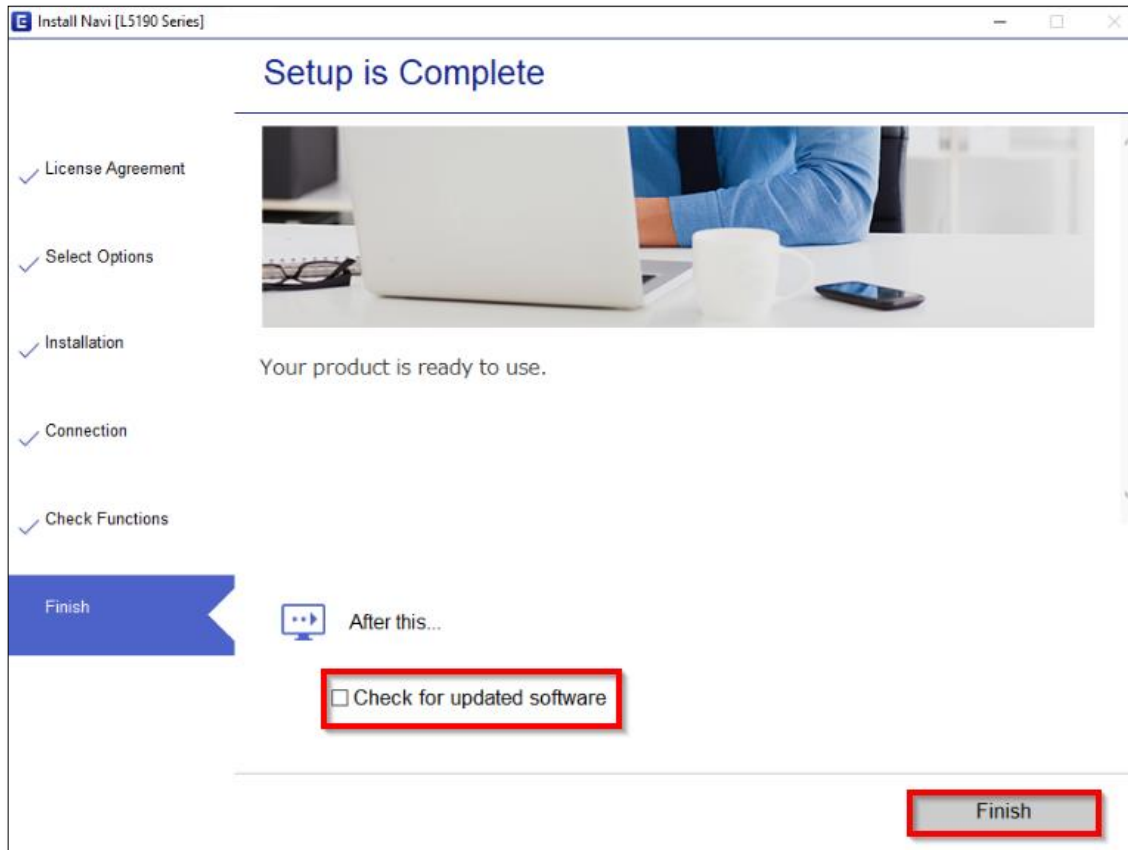 Install Navi [L5190 Series]
Setup is Complete
License Agreement
Select Options
Installation
Connection
Check Functions
Finish
Your product is ready to use.
After this...
Check for updated software
Finish